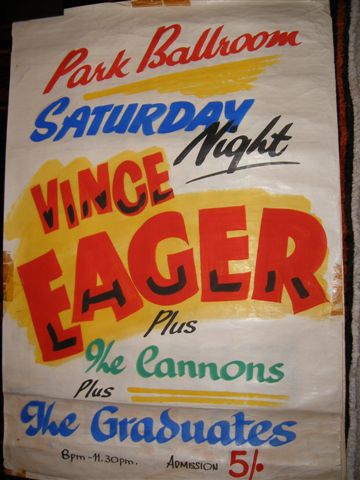 Park Ballroom
SATURDAY
Night
VINCE
EAGER
Plus
The Cannons
Plus
The Graduates
8pm-11.30pm. ADMISSION 5/-